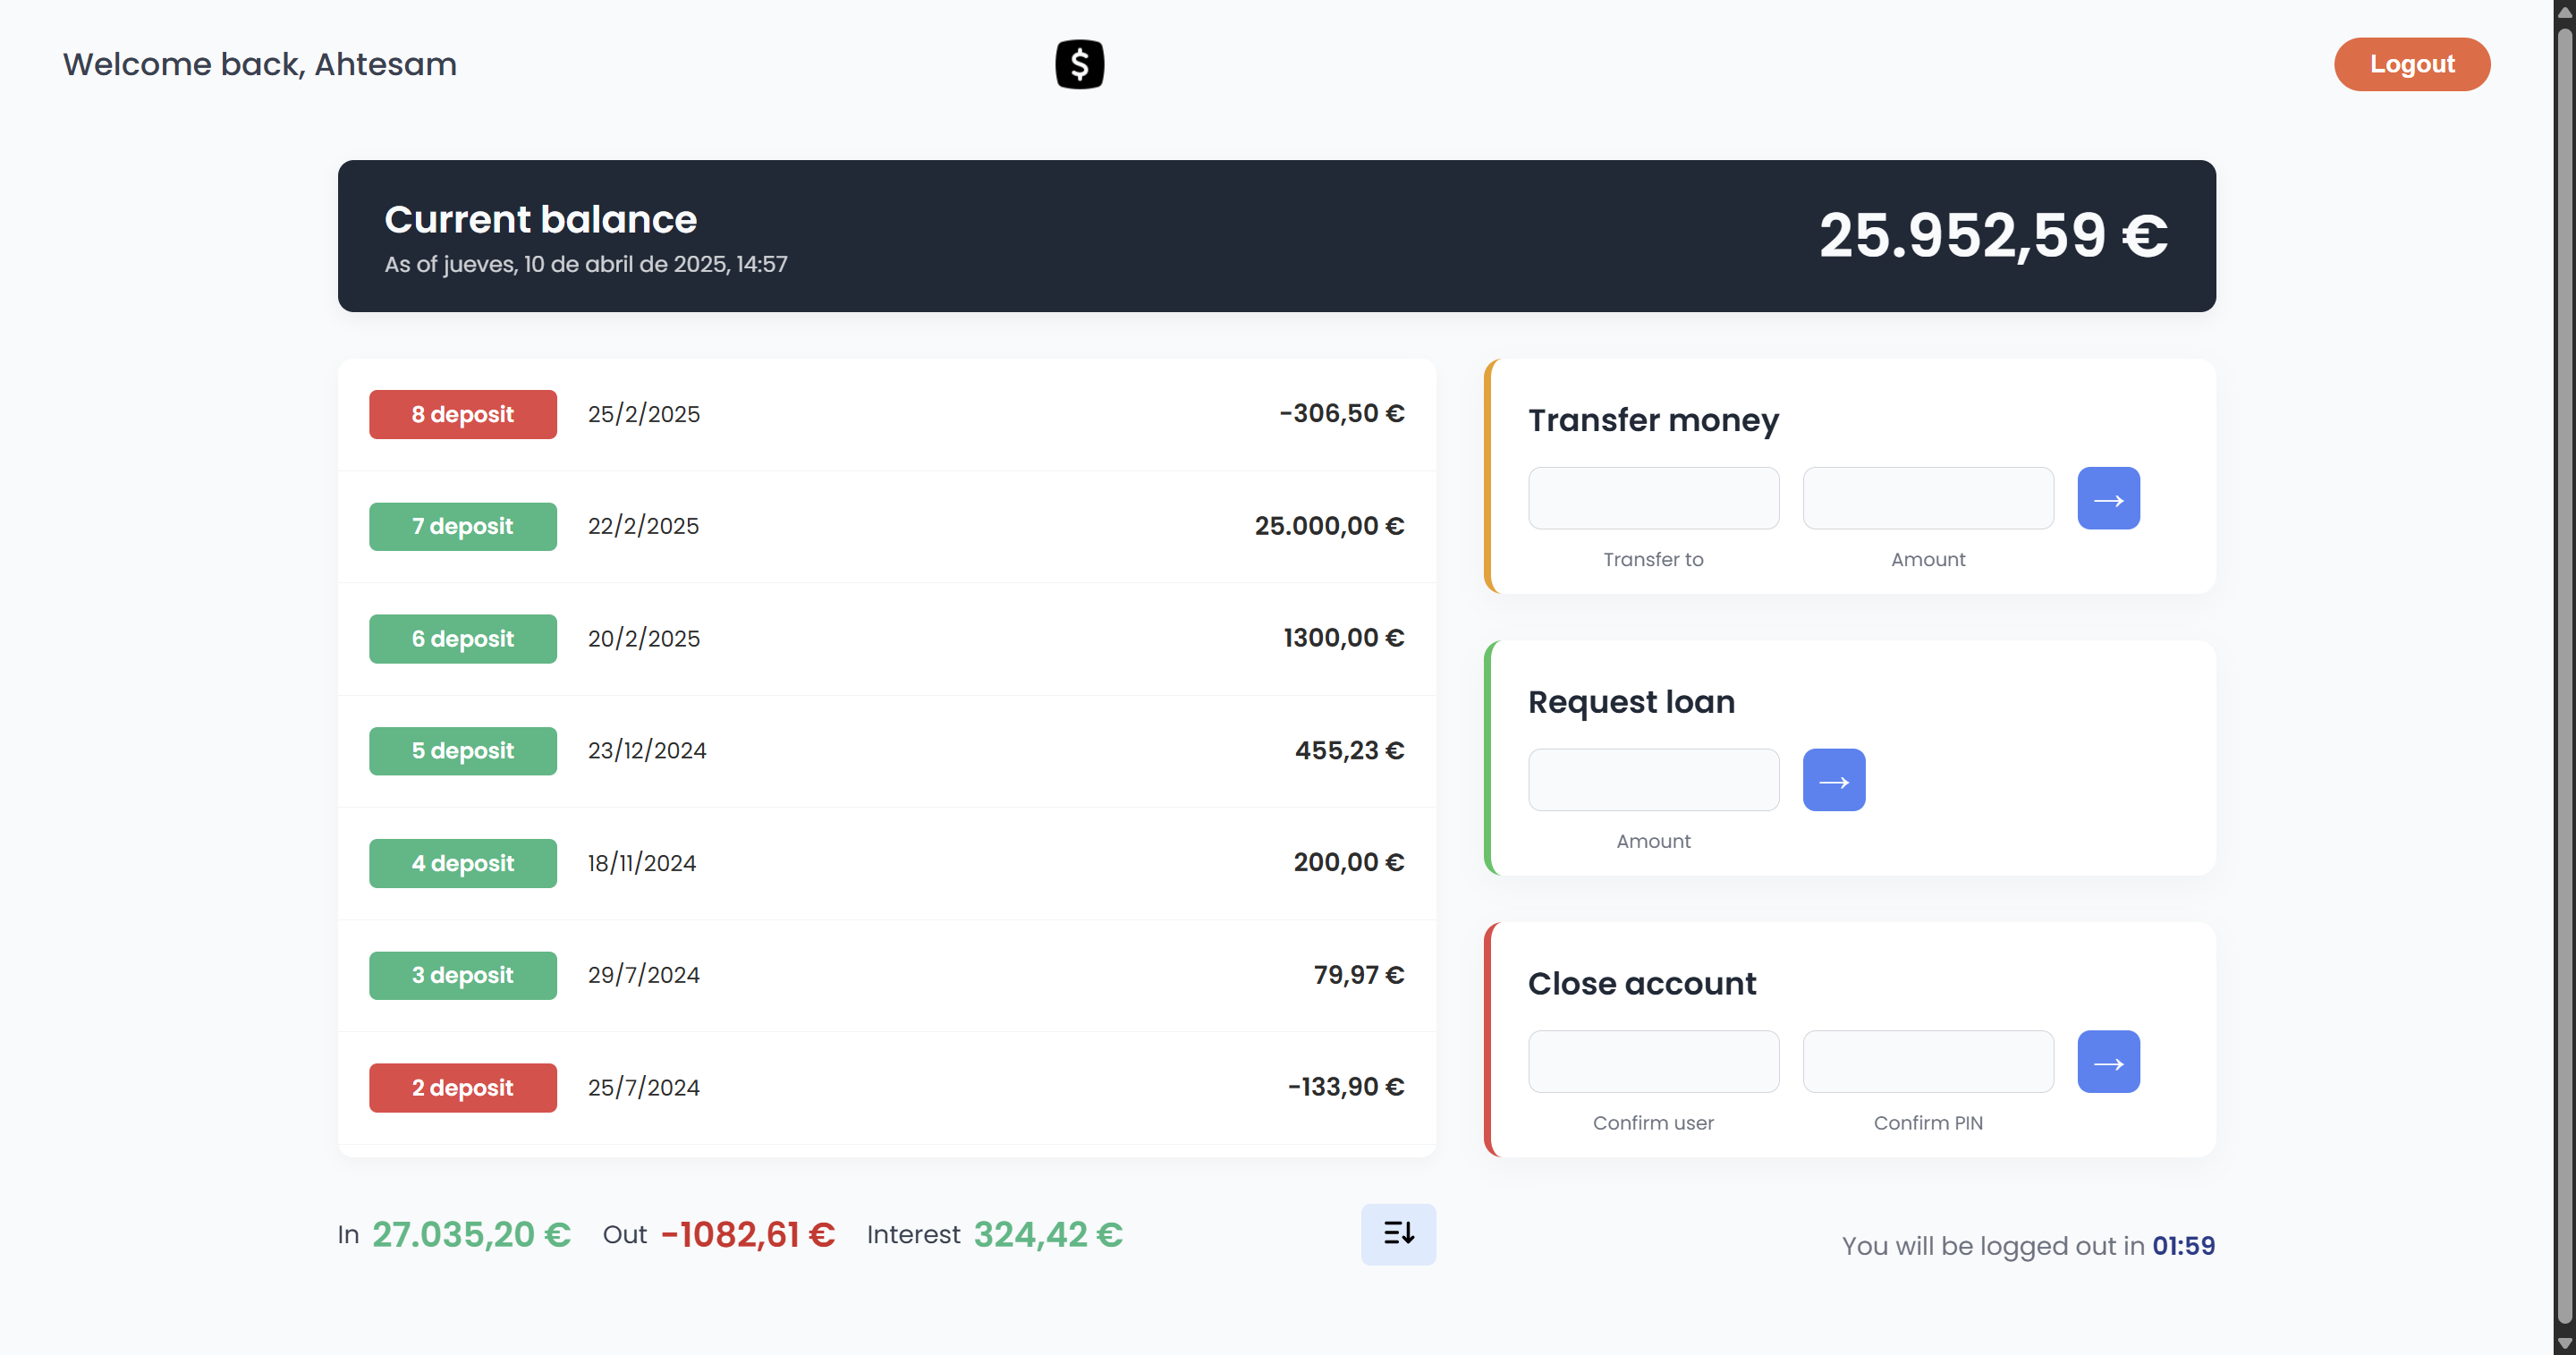 Welcome back, Ahtesam
$
Logout
Current balance
As of jueves, 10 de abril de 2025, 14:57
25.952,59 €
8 deposit 25/2/2025 -306,50 €
7 deposit 22/2/2025 25.000,00 €
6 deposit 20/2/2025 1300,00 €
5 deposit 23/12/2024 455,23 €
4 deposit 18/11/2024 200,00 €
3 deposit 29/7/2024 79,97 €
2 deposit 25/7/2024 -133,90 €
Transfer money
→
Transfer to Amount
Request loan
→
Amount
Close account
→
Confirm user Confirm PIN
In 27.035,20 € Out -1082,61 € Interest 324,42 €
You will be logged out in 01:59